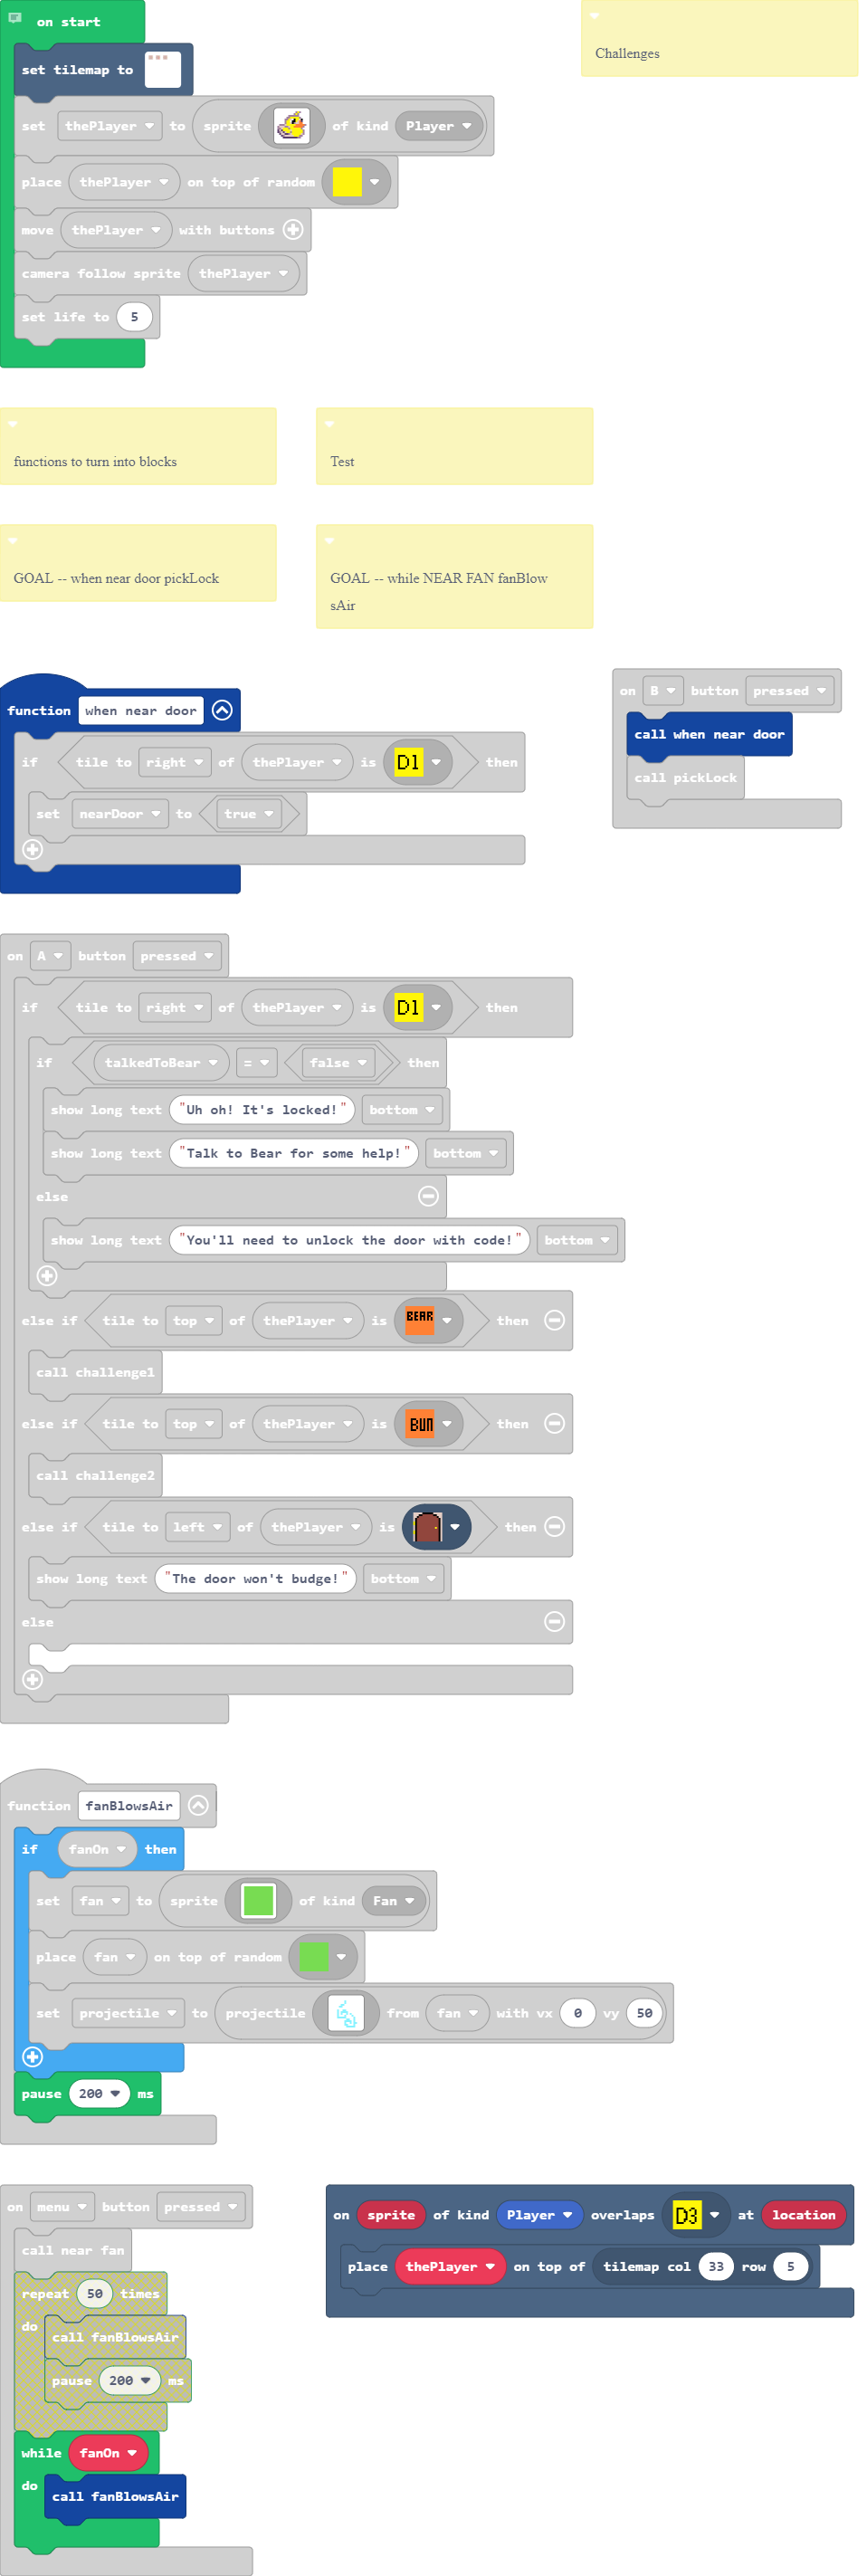 on start
Challenges
set tilemap to
set thePlayer to sprite of kind Player
place thePlayer on top of random
move thePlayer with buttons
camera follow sprite thePlayer
set life to 5
functions to turn into blocks
Test
GOAL -- when near door pickLock
GOAL -- while NEAR FAN fanBlow
sAir
function when near door
if tile to right of thePlayer is D1 then
set nearDoor to true
on B button pressed
call when near door
call pickLock
on A button pressed
if tile to right of thePlayer is D1 then
if talkedToBear = false then
show long text "Uh oh! It's locked!" bottom
show long text "Talk to Bear for some help!" bottom
else
show long text "You'll need to unlock the door with code!" bottom
else if tile to top of thePlayer is BEAR then
call challenge1
else if tile to top of thePlayer is BUN then
call challenge2
else if tile to left of thePlayer is then
show long text "The door won't budge!" bottom
else
function fanBlowsAir
if fanOn then
set fan to sprite of kind Fan
place fan on top of random
set projectile to projectile from fan with vx 0 vy 50
pause 200 ms
on menu button pressed
call near fan
repeat 50 times
do call fanBlowsAir
pause 200 ms
while fanOn
do call fanBlowsAir
on sprite of kind Player overlaps D3 at location
place thePlayer on top of tilemap col 33 row 5